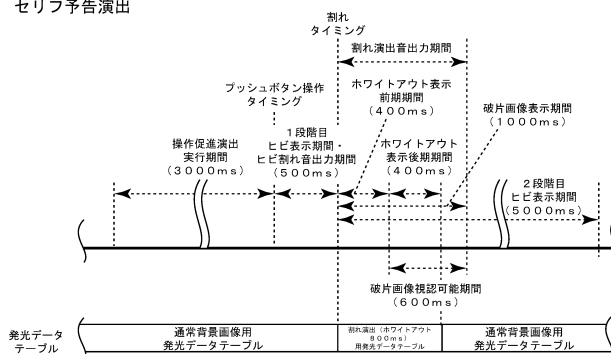 セリフ予告演出
割れ
タイミング
割れ演出音出力期間
プッシュボタン操作
タイミング
ホワイトアウト表示
前期期間
(400ms)
破片画像表示期間
(1000ms)
操作促進演出
実行期間
(3000ms)
1段階目
ヒビ表示期間・
ヒビ割れ音出力期間
(500ms)
ホワイトアウト
表示後期期間
(400ms)
2段階目
ヒビ表示期間
(5000ms)
破片画像視認可能期間
(600ms)
発光データ
テーブル
通常背景画像用
発光データテーブル
割れ演出(ホワイトアウト
800ms)
用発光データテーブル
通常背景画像用
発光データテーブル